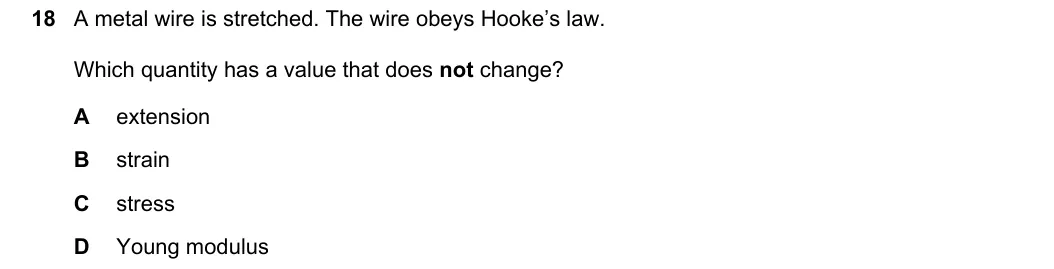 18 A metal wire is stretched. The wire obeys Hooke’s law.
Which quantity has a value that does not change?
A extension
B strain
C stress
D Young modulus